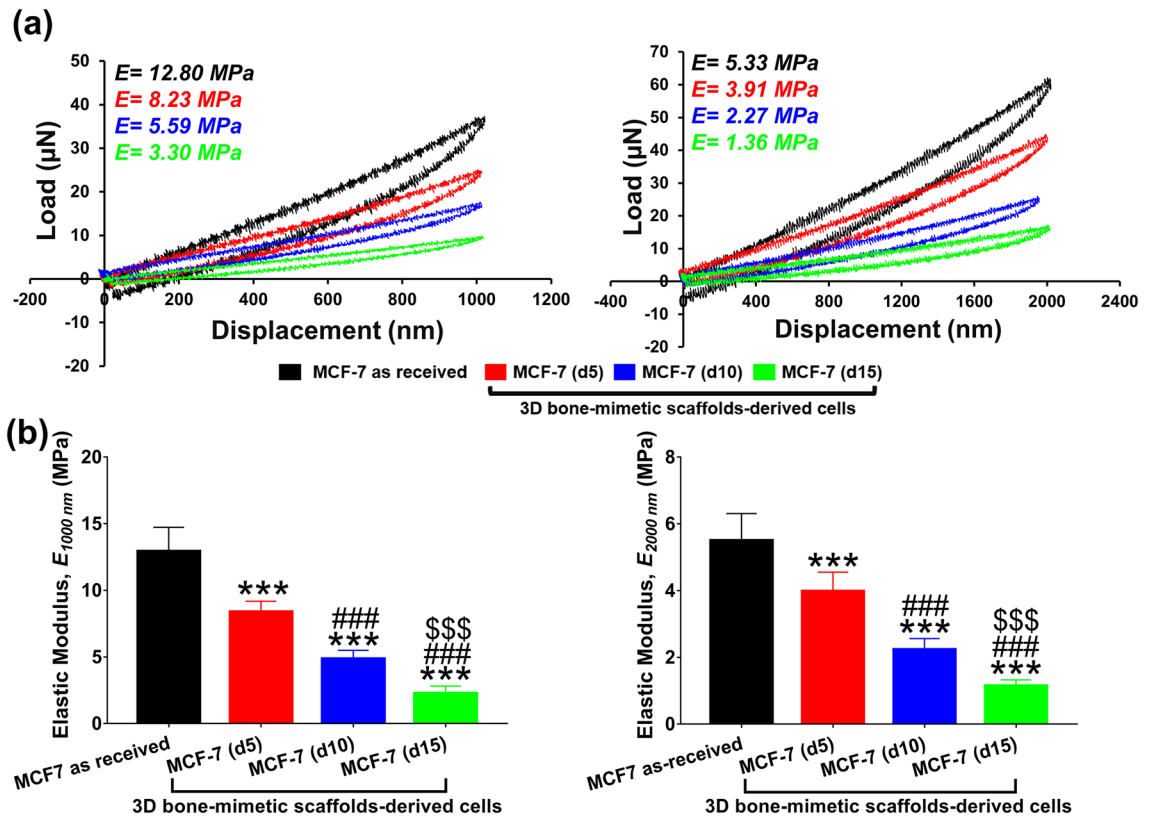 (a)
E= 12.80 MPa
E= 8.23 MPa
E= 5.59 MPa
E= 3.30 MPa
50
40
30
20
10
0
-10
-20
-200
0
200
400
600
800
1000
1200
Load (µN)
Displacement (nm)
E= 5.33 MPa
E= 3.91 MPa
E= 2.27 MPa
E= 1.36 MPa
70
60
50
40
30
20
10
0
-10
-20
-400
0
400
800
1200
1600
2000
2400
Load (µN)
Displacement (nm)
MCF-7 as received
MCF-7 (d5)
MCF-7 (d10)
MCF-7 (d15)
3D bone-mimetic scaffolds-derived cells
(b)
Elastic Modulus, E1000 nm (MPa)
20
15
10
5
0
***
###
***
$$$
###
***
MCF7 as received
MCF-7 (d5)
MCF-7 (d10)
MCF-7 (d15)
3D bone-mimetic scaffolds-derived cells
Elastic Modulus, E2000 nm (MPa)
8
6
4
2
0
***
###
***
$$$
###
***
MCF7 as-received
MCF-7 (d5)
MCF-7 (d10)
MCF-7 (d15)
3D bone-mimetic scaffolds-derived cells